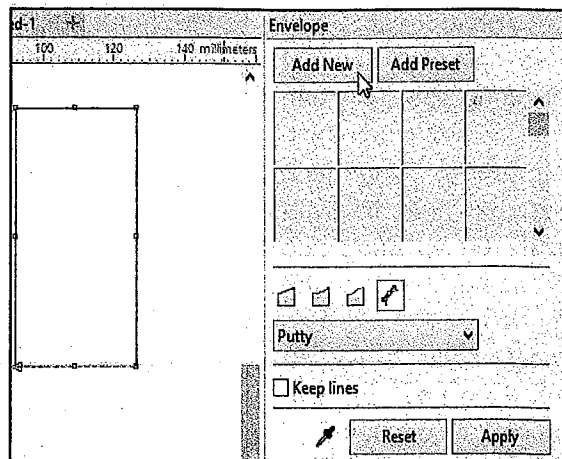 d-1
Envelope
100 120 140 millimeters
Add New Add Preset
Putty
Keep lines
Reset Apply